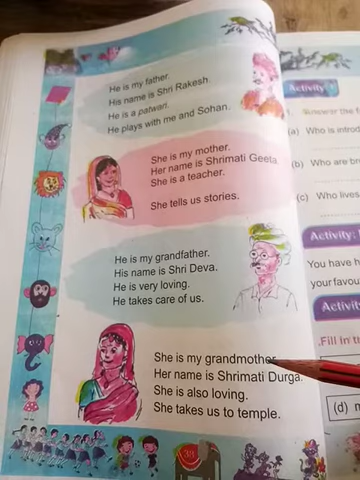 He is my father.
His name is Shri Rakesh.
He is a patwari.
He plays with me and Sohan.
She is my mother.
Her name is Shrimati Geeta
She is a teacher.
She tells us stories.
He is my grandfather.
His name is Shri Deva.
He is very loving.
He takes care of us.
She is my grandmother
Her name is Shrimati Durga.
She is also loving.
She takes us to temple.
38
Activity
(a) Who is introd
(b) Who are br
(c) Who lives
Activity:
You have h
your favou
Activit
Fill in
(d)